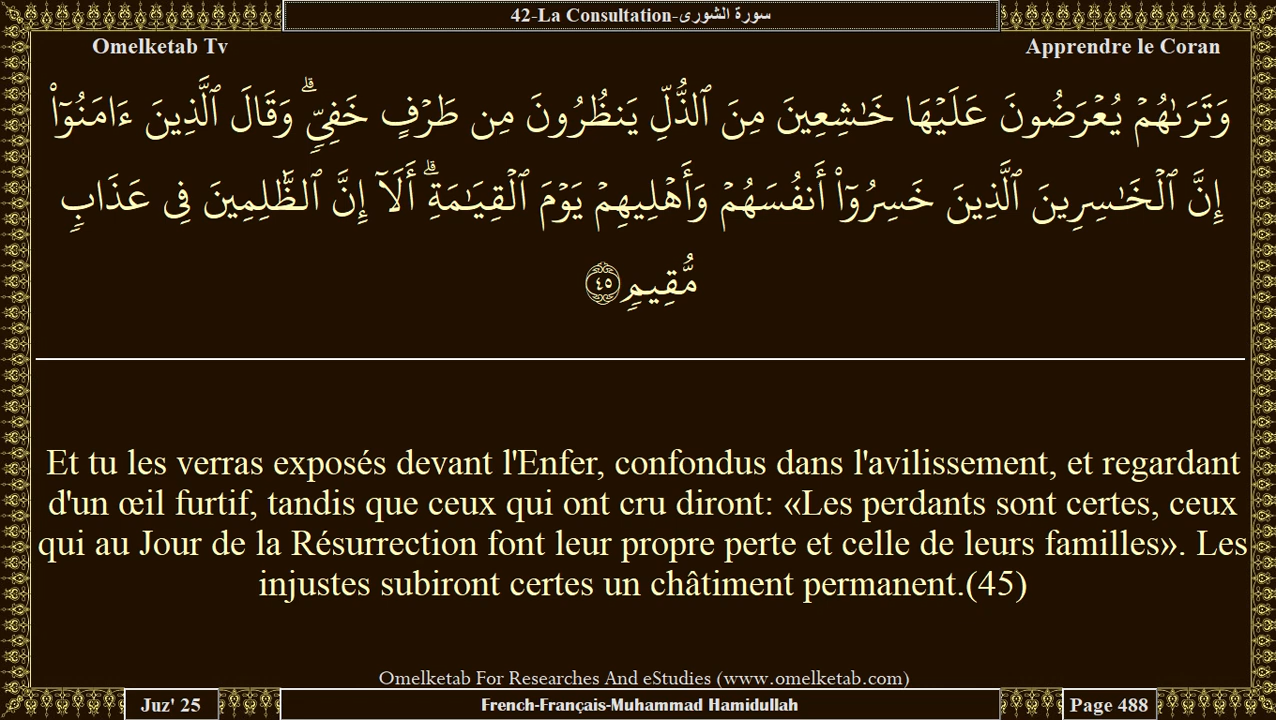 42-La Consultation-سورة الشورى
Omelketab Tv
Apprendre le Coran
وَتَرَىٰهُمۡ يُعۡرَضُونَ عَلَيۡهَا خَٰشِعِينَ مِنَ ٱلذُّلِّ يَنظُرُونَ مِن طَرۡفٍ خَفِيّٖۗ وَقَالَ ٱلَّذِينَ ءَامَنُوٓاْ
إِنَّ ٱلۡخَٰسِرِينَ ٱلَّذِينَ خَسِرُوٓاْ أَنفُسَهُمۡ وَأَهۡلِيهِمۡ يَوۡمَ ٱلۡقِيَٰمَةِۗ أَلَآ إِنَّ ٱلظَّٰلِمِينَ فِي عَذَابٖ
مُّقِيمٖ ٤٥
Et tu les verras exposés devant l'Enfer, confondus dans l'avilissement, et regardant
d'un œil furtif, tandis que ceux qui ont cru diront: «Les perdants sont certes, ceux
qui au Jour de la Résurrection font leur propre perte et celle de leurs familles». Les
injustes subiront certes un châtiment permanent.(45)
Omelketab For Researches And eStudies (www.omelketab.com)
Juz' 25
French-Français-Muhammad Hamidullah
Page 488